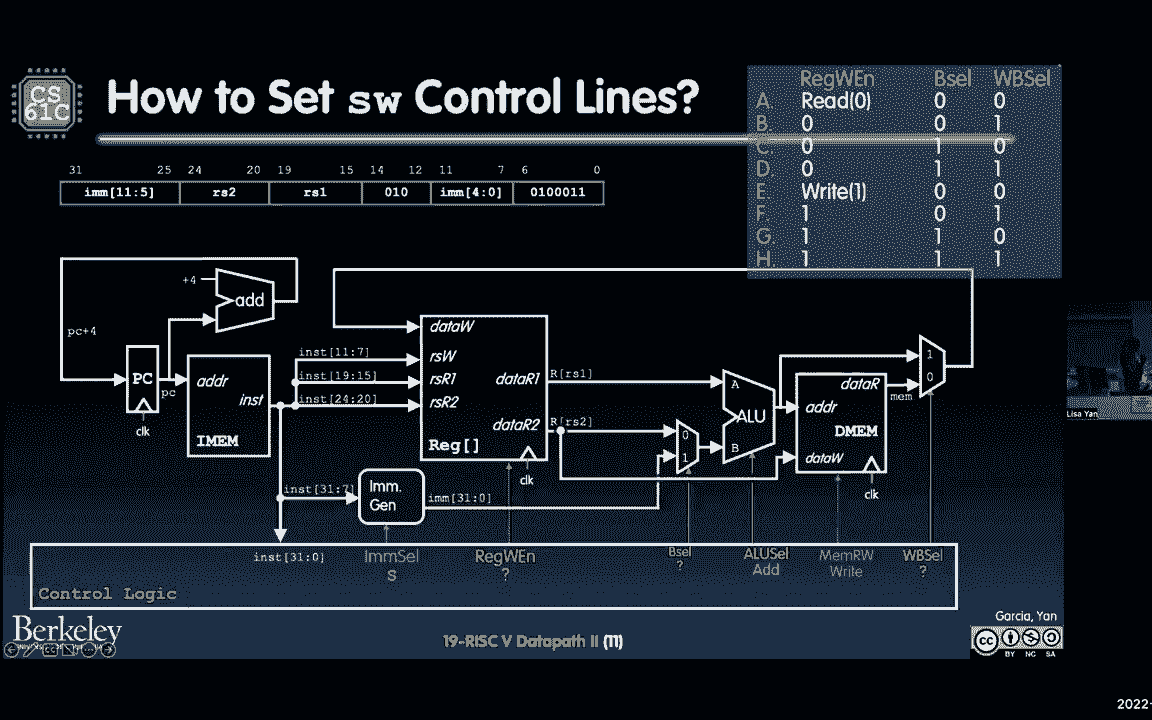 CS
61C
How to Set sw Control Lines?
RegWEn Bsel WBSel
A. Read(0) 0 0
B. 0 0 1
C. 0 1 0
D. 0 1 1
E. Write(1) 0 0
F. 1 0 1
G. 1 1 0
H. 1 1 1
31 25 24 20 19 15 14 12 11 7 6 0
imm[11:5] rs2 rs1 010 imm[4:0] 0100011
+4
add
pc+4
PC
pc
clk
addr
inst
IMEM
inst[11:7]
inst[19:15]
inst[24:20]
inst[31:7]
inst[31:0]
dataW
rsW
rsR1
rsR2
dataR1
dataR2
Reg[]
clk
R[rs1]
R[rs2]
Imm.
Gen
imm[31:0]
0
1
A
ALU
B
dataR
addr
DMEM
dataW
clk
mem
1
0
ImmSel
S
RegWEn
?
Bsel
?
ALUSel
Add
MemRW
Write
WBSel
?
Control Logic
Berkeley
19-RISC V Datapath II (11)
Garcia, Yan
cc
BY NC SA
Lisa Yan
2022-